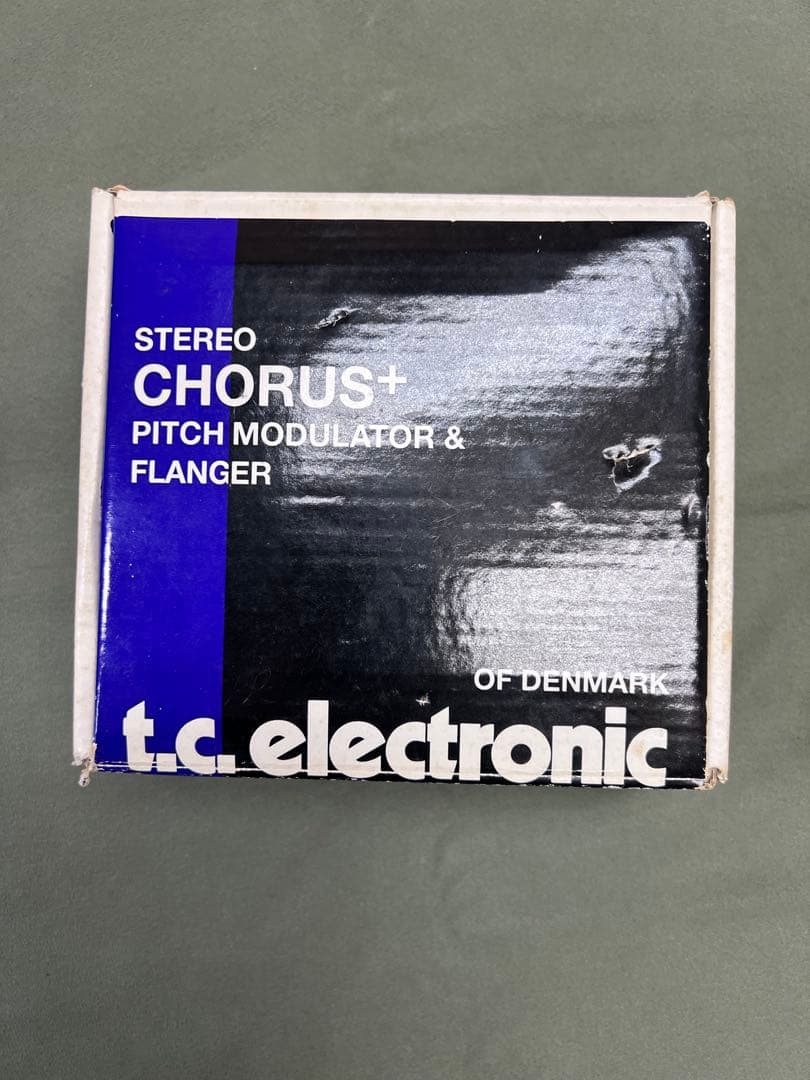 STEREO
CHORUS+
PITCH MODULATOR &
FLANGER
OF DENMARK
t.c. electronic